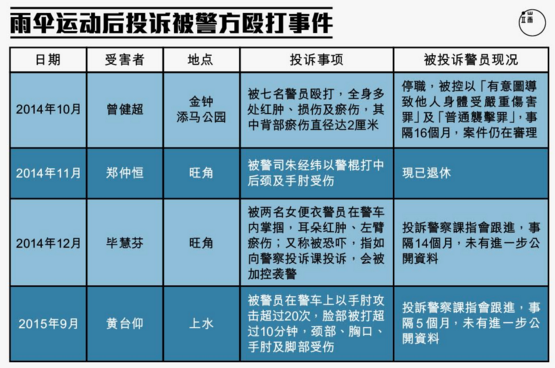 雨伞运动后投诉被警方殴打事件
日期
受害者
地点
投诉事项
被投诉警员现况
2014年10月
曾健超
金钟
添马公园
被七名警员殴打，全身多
处红肿、损伤及瘀伤，其
中背部瘀伤直径达2厘米
停職，被控以「有意圖導
致他人身體受嚴重傷害
罪」及「普通襲擊罪」，事
隔16個月，案件仍在審理
2014年11月
郑仲恒
旺角
被警司朱经纬以警棍打中
后颈及手肘受伤
現已退休
2014年12月
毕慧芬
旺角
被两名女便衣警员在警车
内掌掴，耳朵红肿、左臂
瘀伤；又称被恐吓，指如
向警察投诉课投诉，会被
加控袭警
投訴警察課指會跟進，事
隔14個月，未有進一步公
開資料
2015年9月
黄台仰
上水
被警员在警车上以手肘攻
击超过20次，脸部被打超
过10分钟，颈部、胸口、
手肘及脚部受伤
投訴警察課指會跟進，事
隔5個月，未有進一步公
開資料